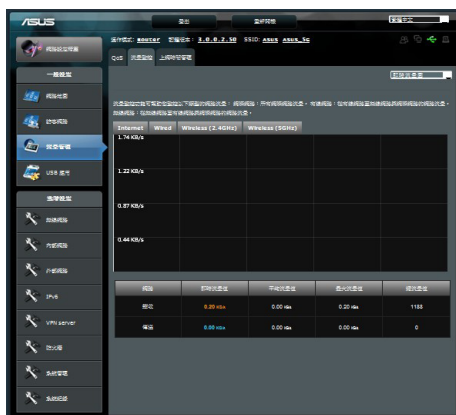 ASUS
登出
重新開機
繁體中文
操作模式: Router 韌體版本: 3.0.0.2.50 SSID: ASUS ASUS_5G
網路設定精靈
QoS 流量監控 上網時間管理
一般設定
即時流量
網路地圖
訪客網路
Internet Wired Wireless (2.4GHz) Wireless (5GHz)
1.74 KB/s
流量管理
1.22 KB/s
USB 應用
0.87 KB/s
進階設定
無線網路
0.44 KB/s
內部網路
外部網路
IPv6
網路 即時流量值 平均流量值 最大流量值 總流量值
接收 0.20 KB/s 0.00 KB/s 0.20 KB/s 1188
傳送 0.00 KB/s 0.00 KB/s 0.00 KB/s 0
VPN server
防火牆
系統管理
系統記錄